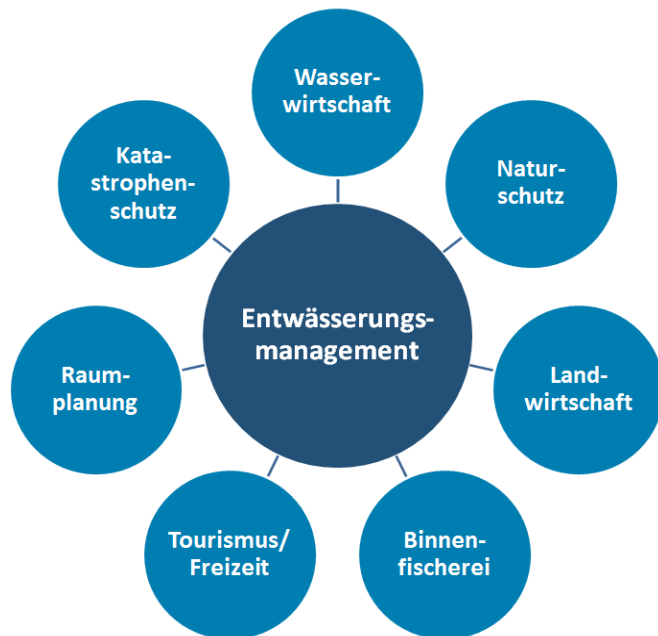 Wasser-
wirtschaft
Kata-
strophen-
schutz
Natur-
schutz
Entwässerungs-
management
Raum-
planung
Land-
wirtschaft
Tourismus/
Freizeit
Binnen-
fischerei